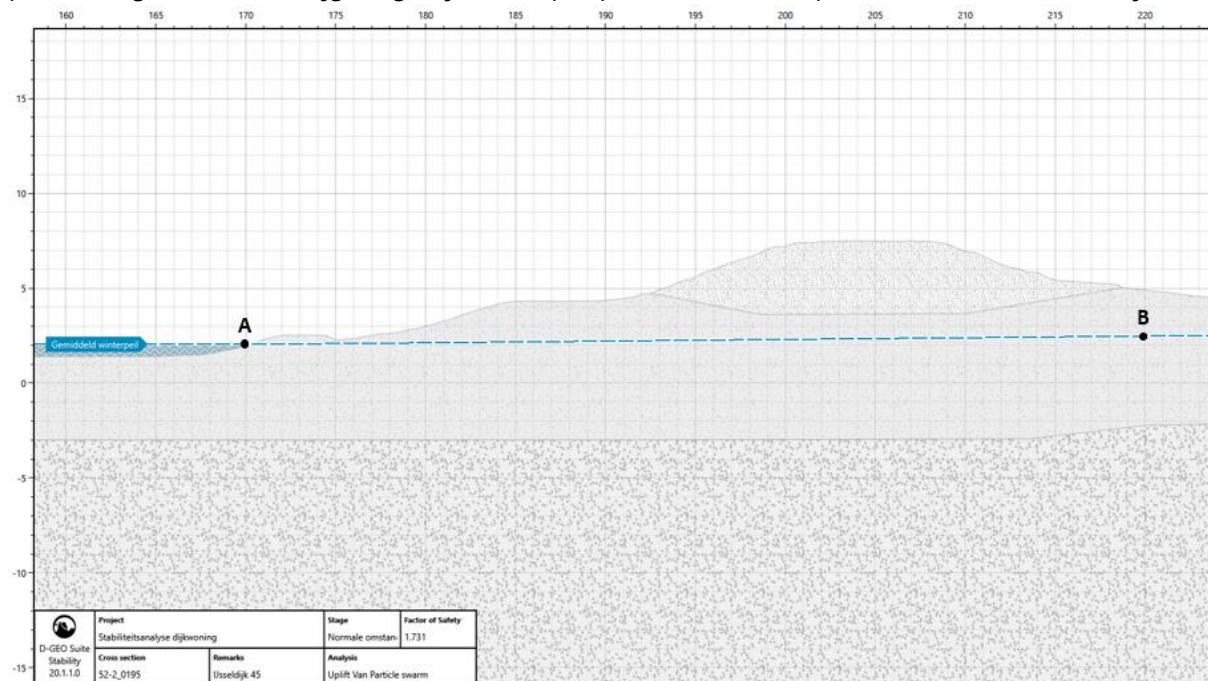 160 165 170 175 180 185 190 195 200 205 210 215 220
15
10
5
0
-5
-10
-15
A
B
Gemiddeld winterpeil
D-GEO Suite
Stability
20.1.1.0
Project
Stabiliteitsanalyse dijkwoning
Stage
Normale omstan
Factor of Safety
1.731
Cross section
52-2_0195
Remarks
IJsseldijk 45
Analysis
Uplift Van Particle swarm